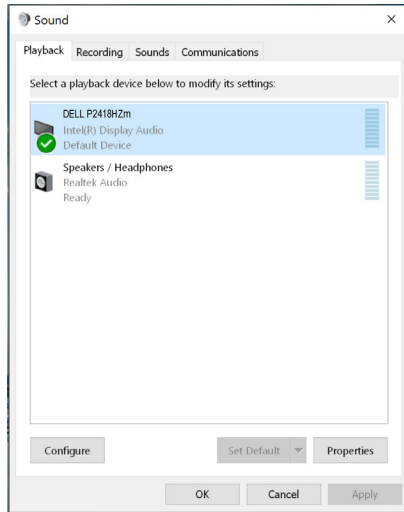 Sound
Playback Recording Sounds Communications
Select a playback device below to modify its settings:
DELL P2418HZm
Intel(R) Display Audio
Default Device
Speakers / Headphones
Realtek Audio
Ready
Configure Set Default Properties
OK Cancel Apply